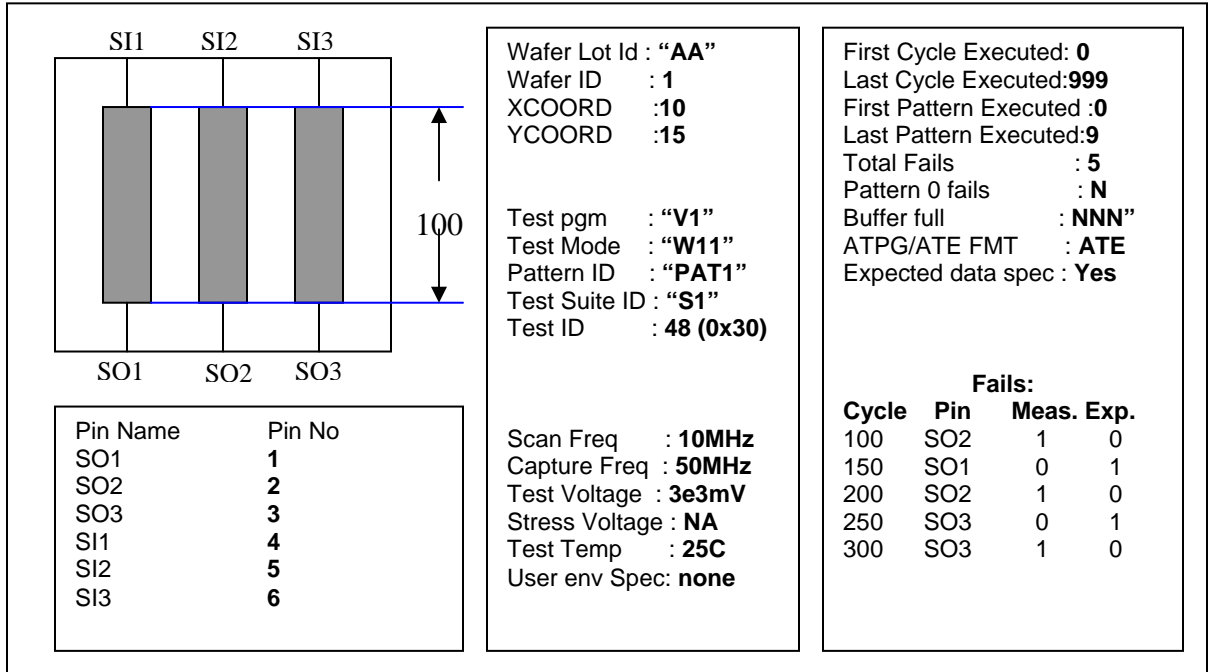 SI1 SI2 SI3
100
SO1 SO2 SO3
Pin Name Pin No
SO1 1
SO2 2
SO3 3
SI1 4
SI2 5
SI3 6
Wafer Lot Id : “AA”
Wafer ID : 1
XCOORD :10
YCOORD :15
Test pgm : “V1”
Test Mode : “W11”
Pattern ID : “PAT1”
Test Suite ID : “S1”
Test ID : 48 (0x30)
Scan Freq : 10MHz
Capture Freq : 50MHz
Test Voltage : 3e3mV
Stress Voltage : NA
Test Temp : 25C
User env Spec: none
First Cycle Executed: 0
Last Cycle Executed:999
First Pattern Executed :0
Last Pattern Executed:9
Total Fails : 5
Pattern 0 fails : N
Buffer full : NNN”
ATPG/ATE FMT : ATE
Expected data spec : Yes
Fails:
Cycle Pin Meas. Exp.
100 SO2 1 0
150 SO1 0 1
200 SO2 1 0
250 SO3 0 1
300 SO3 1 0